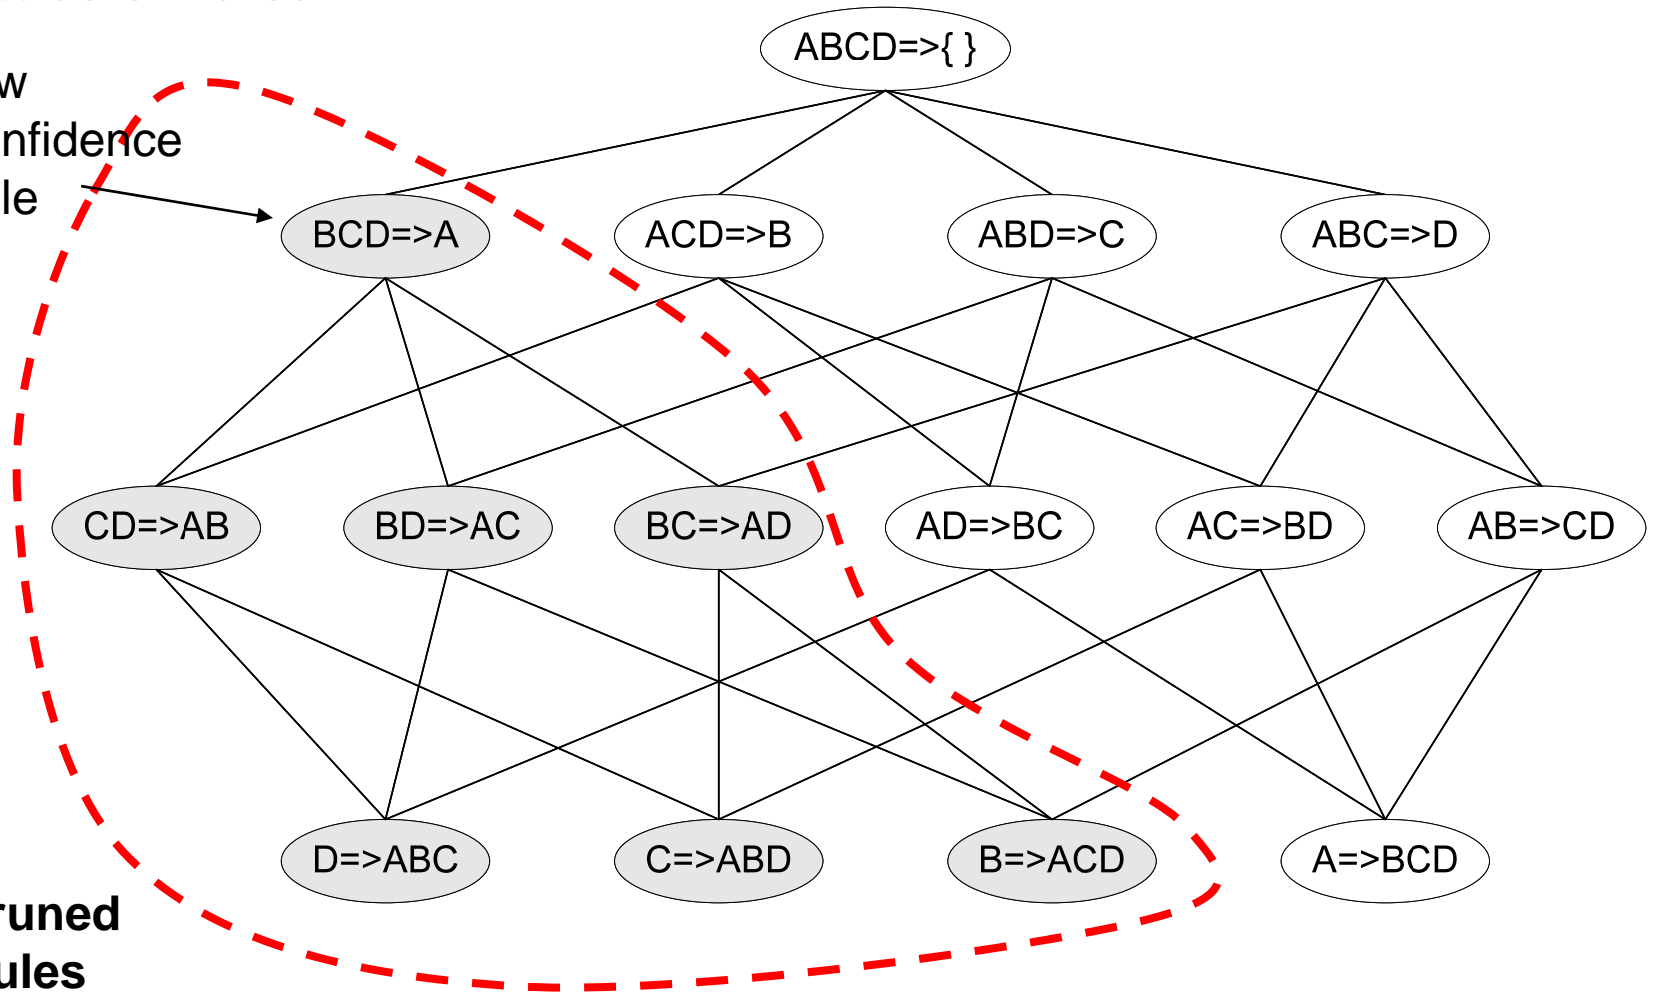 ABCD=>{ }
w
nfidence
le
BCD=>A
ACD=>B
ABD=>C
ABC=>D
CD=>AB
BD=>AC
BC=>AD
AD=>BC
AC=>BD
AB=>CD
D=>ABC
C=>ABD
B=>ACD
A=>BCD
runed
ules